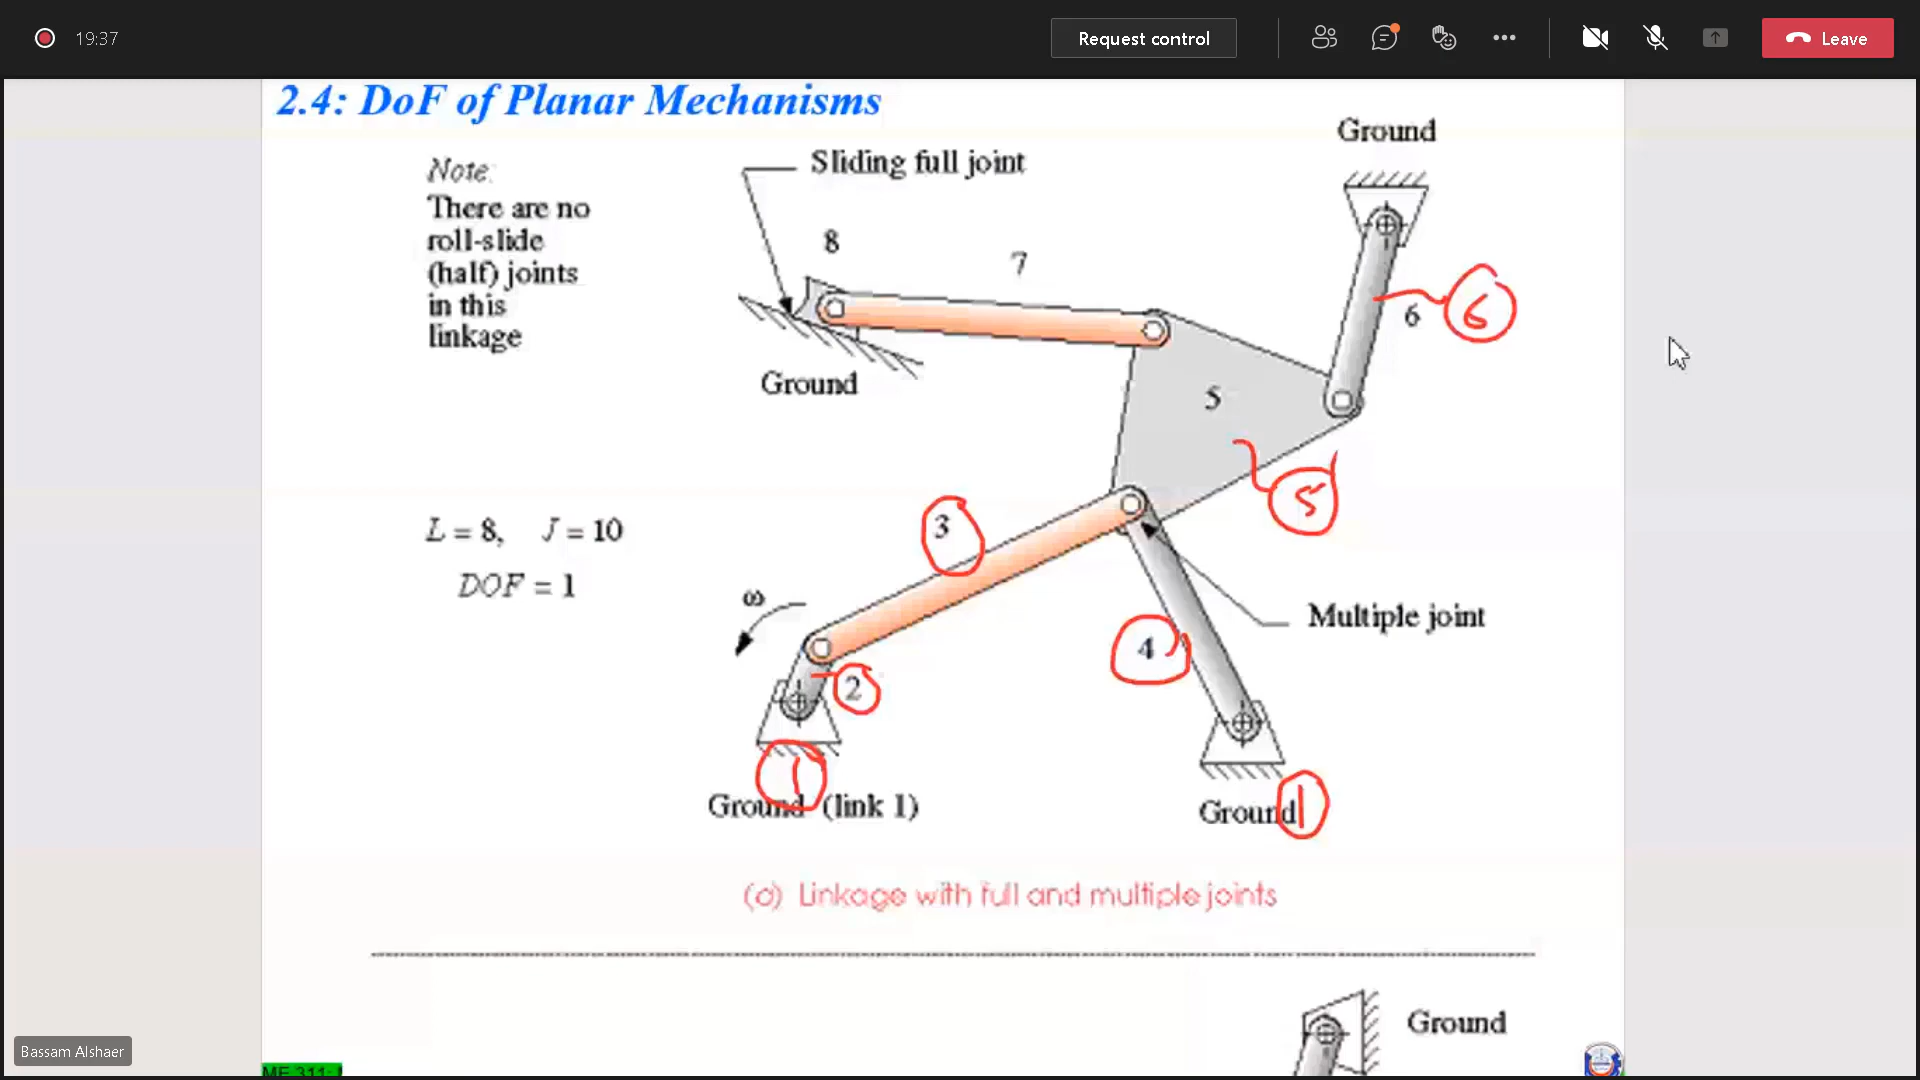 19:37
Request control
Leave
2.4: DoF of Planar Mechanisms
Note:
There are no
roll-slide
(half) joints
in this
linkage
Sliding full joint
Ground
8
7
6
6
Ground
5
5
L = 8, J = 10
DOF = 1
3
ω
2
4
Multiple joint
1
Ground (link 1)
Ground
1
(a) Linkage with full and multiple joints
Ground
Bassam Alshaer
ME 311: